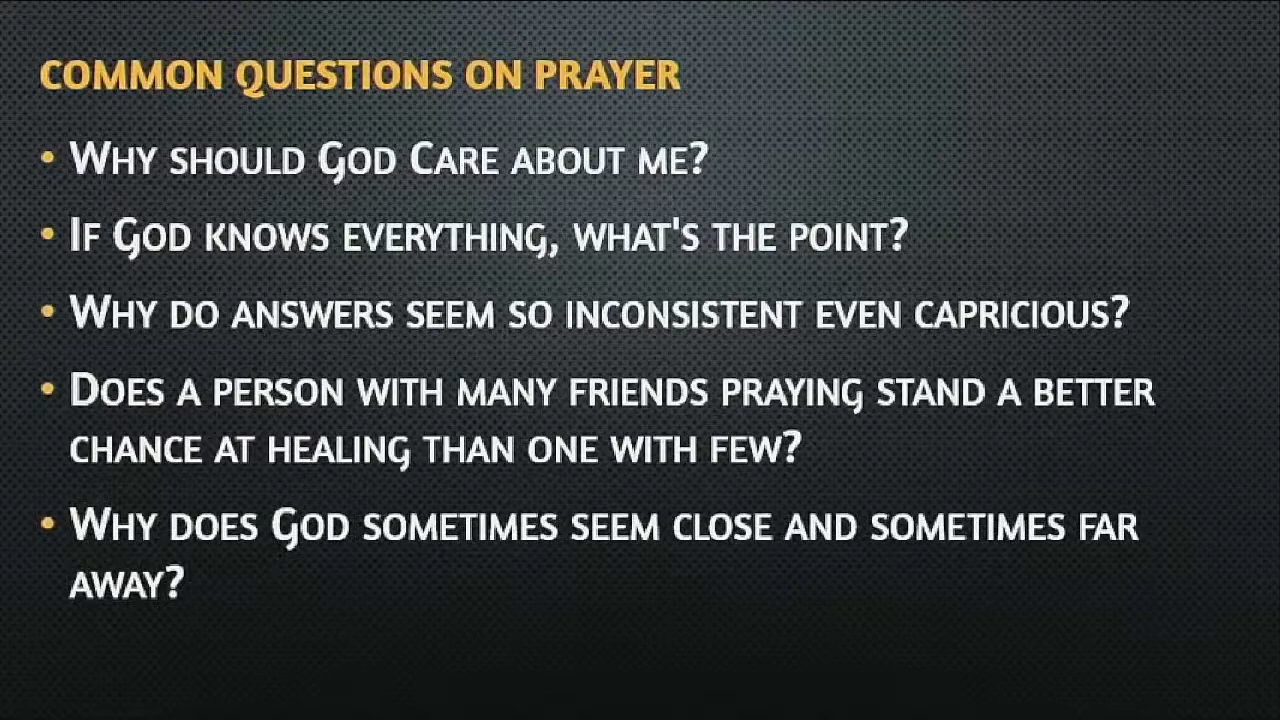 COMMON QUESTIONS ON PRAYER
• WHY SHOULD GOD CARE ABOUT ME?
• IF GOD KNOWS EVERYTHING, WHAT'S THE POINT?
• WHY DO ANSWERS SEEM SO INCONSISTENT EVEN CAPRICIOUS?
• DOES A PERSON WITH MANY FRIENDS PRAYING STAND A BETTER
CHANCE AT HEALING THAN ONE WITH FEW?
• WHY DOES GOD SOMETIMES SEEM CLOSE AND SOMETIMES FAR
AWAY?